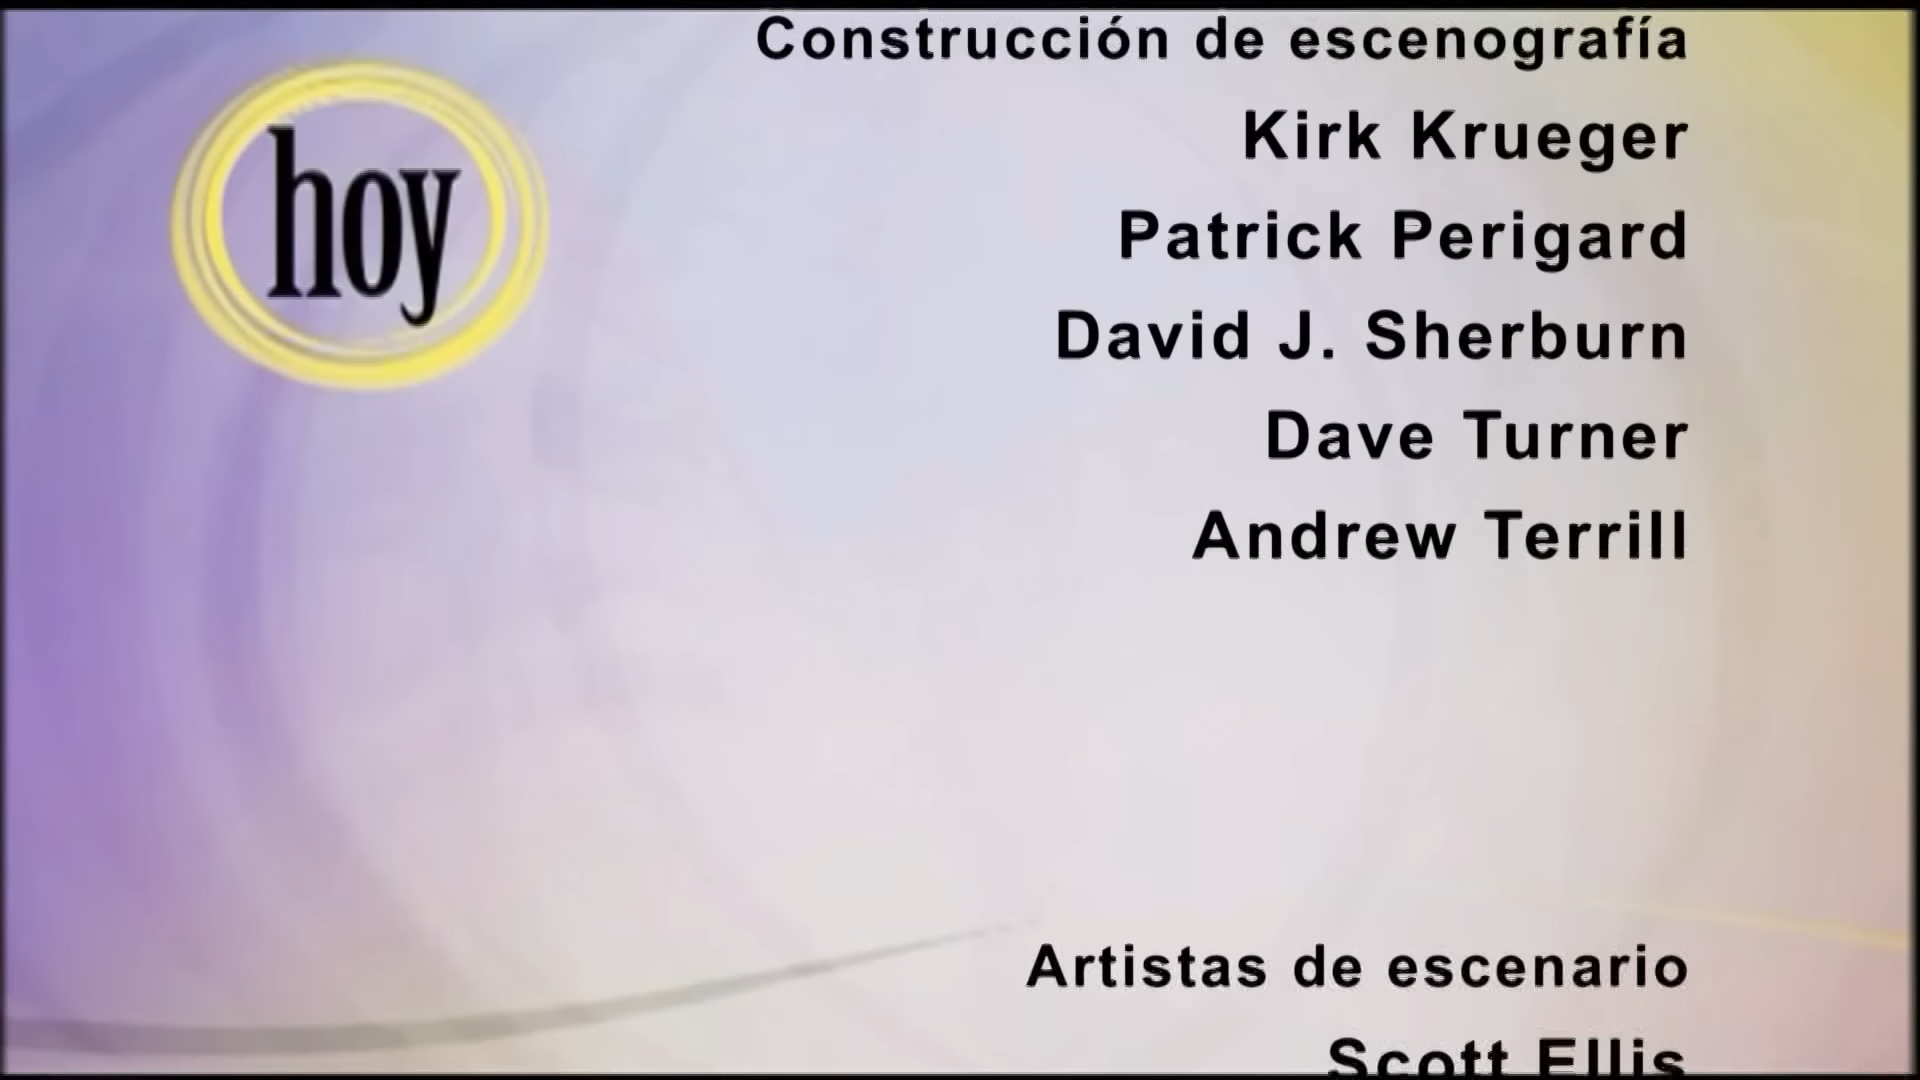 hoy
Construcción de escenografía
Kirk Krueger
Patrick Perigard
David J. Sherburn
Dave Turner
Andrew Terrill
Artistas de escenario
Scott Ellis